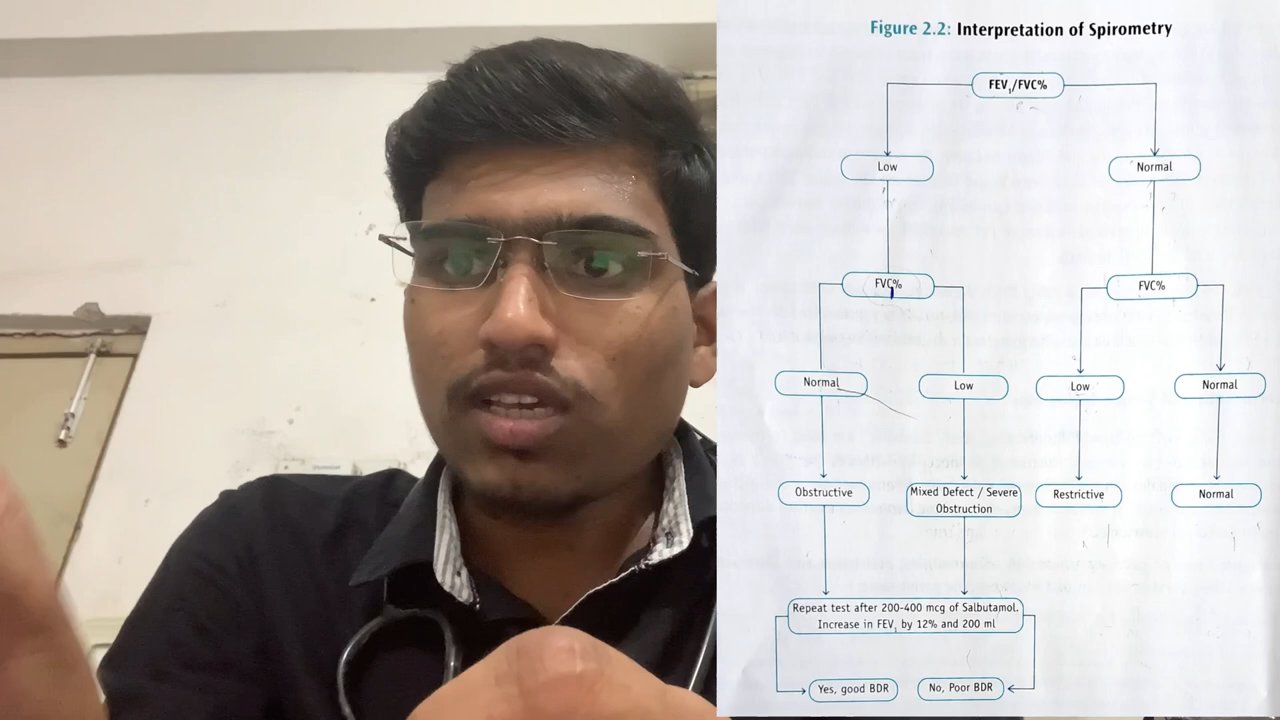 Figure 2.2: Interpretation of Spirometry
FEV₁/FVC%
Low
Normal
FVC%
FVC%
Normal
Low
Low
Normal
Obstructive
Mixed Defect / Severe
Obstruction
Restrictive
Normal
Repeat test after 200-400 mcg of Salbutamol.
Increase in FEV₁ by 12% and 200 ml
Yes, good BDR
No, Poor BDR